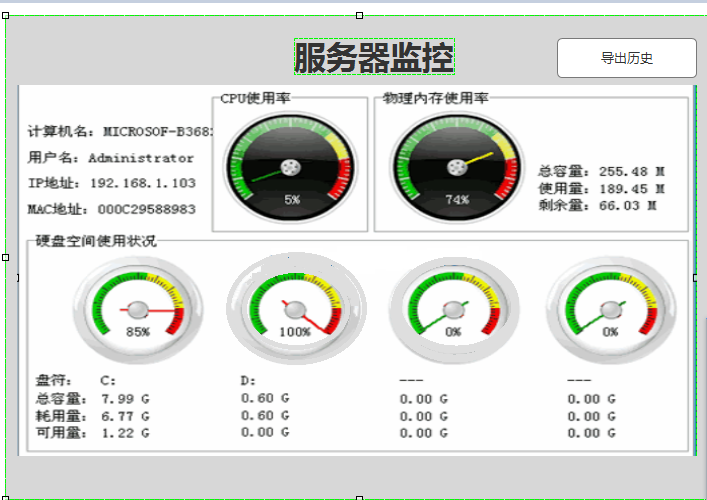 服务器监控
导出历史
CPU使用率
物理内存使用率
计算机名: MICROSOF-B368
用户名: Administrator
IP地址: 192.168.1.103
MAC地址: 000C29588983
5%
74%
总容量: 255.48 M
使用量: 189.45 M
剩余量: 66.03 M
硬盘空间使用状况
85% 100% 0% 0%
盘符: C: D: --- ---
总容量: 7.99 G 0.60 G 0.00 G 0.00 G
耗用量: 6.77 G 0.60 G 0.00 G 0.00 G
可用量: 1.22 G 0.00 G 0.00 G 0.00 G